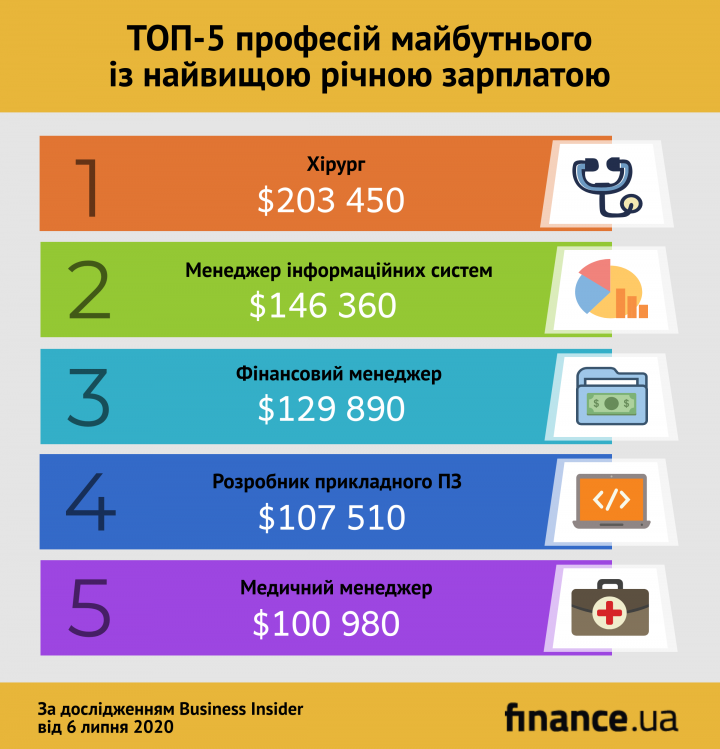 ТОП-5 професій майбутнього
із найвищою річною зарплатою
1
Хірург
$203 450
2
Менеджер інформаційних систем
$146 360
3
Фінансовий менеджер
$129 890
4
Розробник прикладного ПЗ
$107 510
5
Медичний менеджер
$100 980
За дослідженням Business Insider
від 6 липня 2020
finance.ua